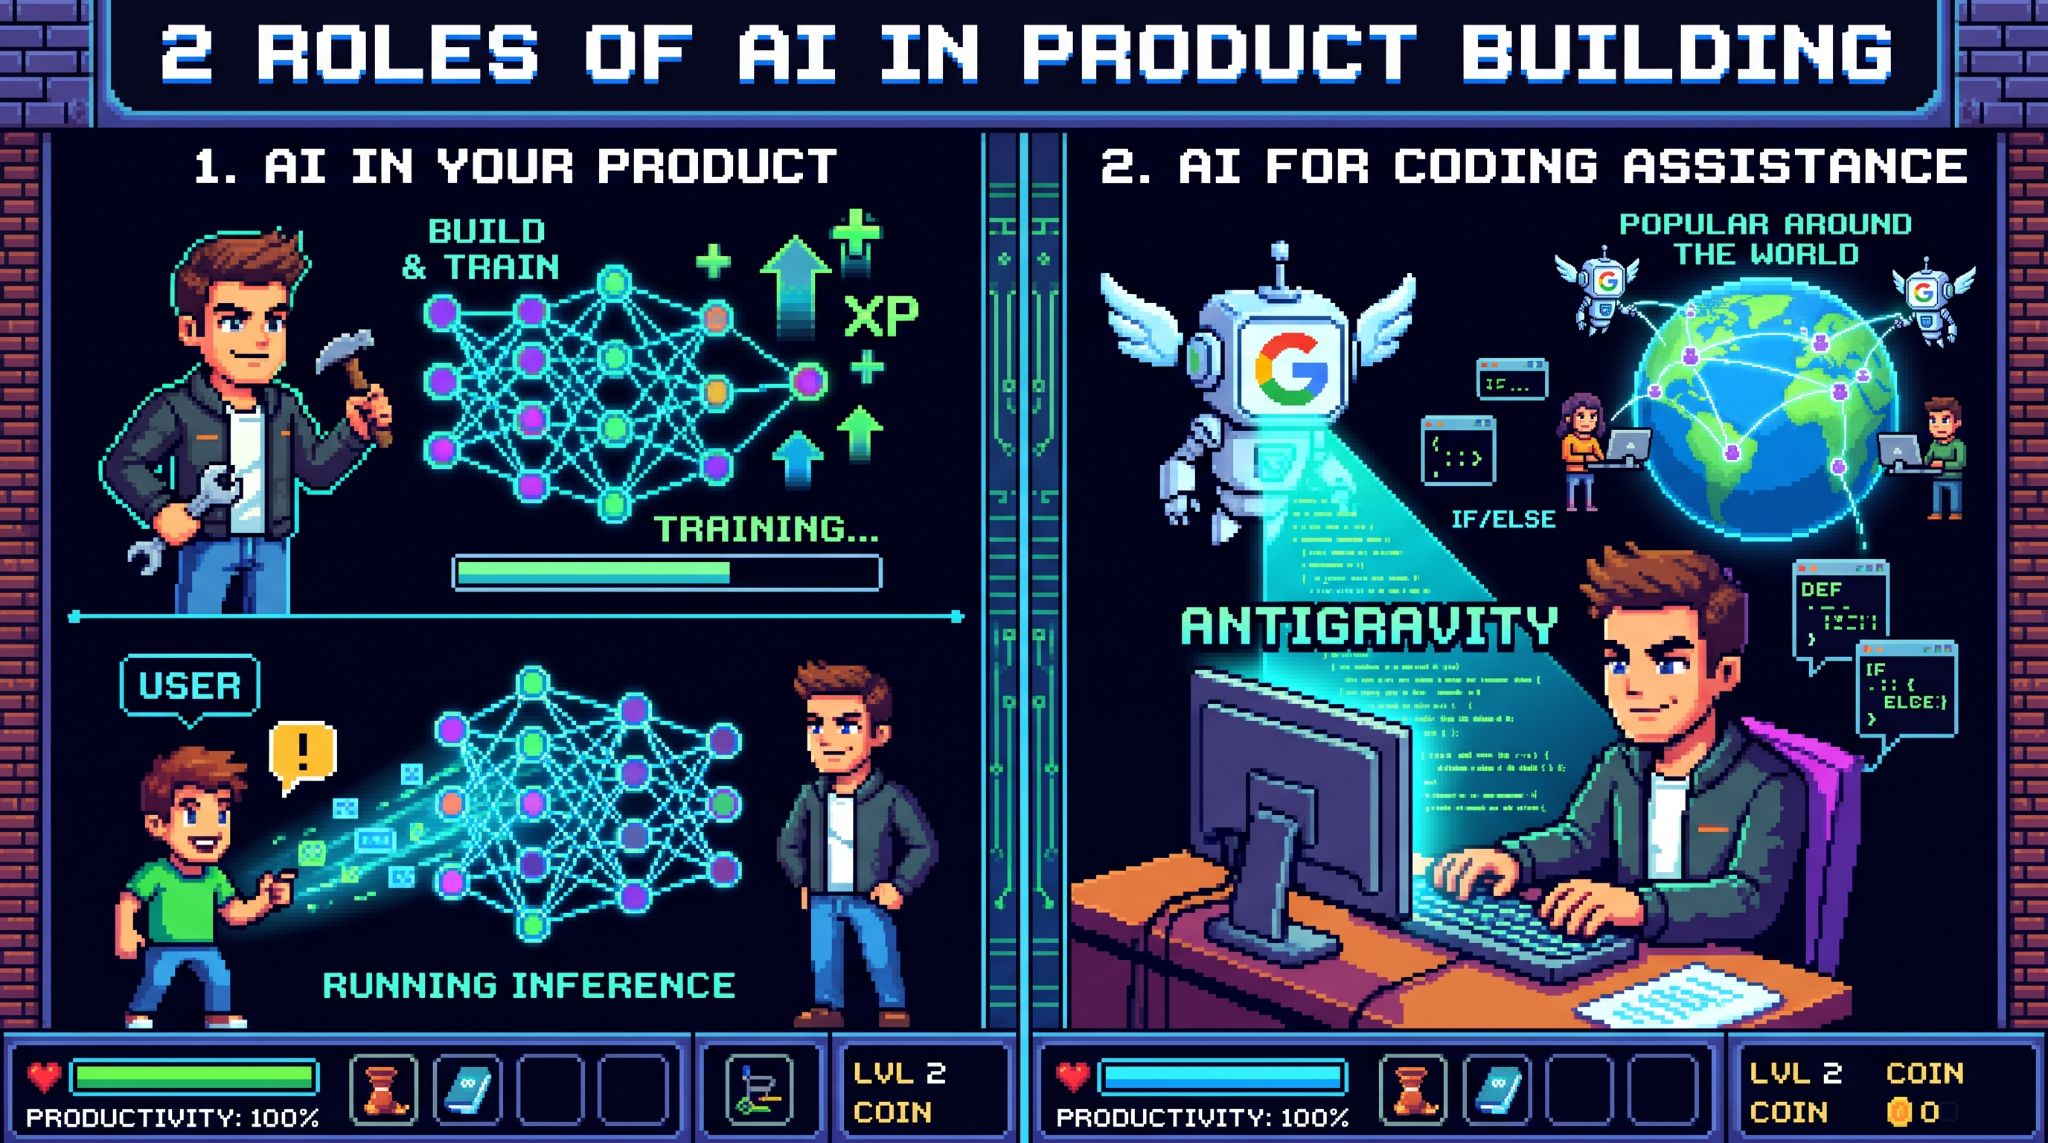 2 ROLES OF AI IN PRODUCT BUILDING
1. AI IN YOUR PRODUCT
BUILD
& TRAIN
XP
TRAINING...
USER
!
RUNNING INFERENCE
PRODUCTIVITY: 100%
LVL 2
COIN
2. AI FOR CODING ASSISTANCE
POPULAR AROUND
THE WORLD
G
G
G
IF...
{
.::>
IF/ELSE
ANTIGRAVITY
DEF
}
IF
.:: {
ELSE:}
}
PRODUCTIVITY: 100%
LVL 2
COIN
COIN
0